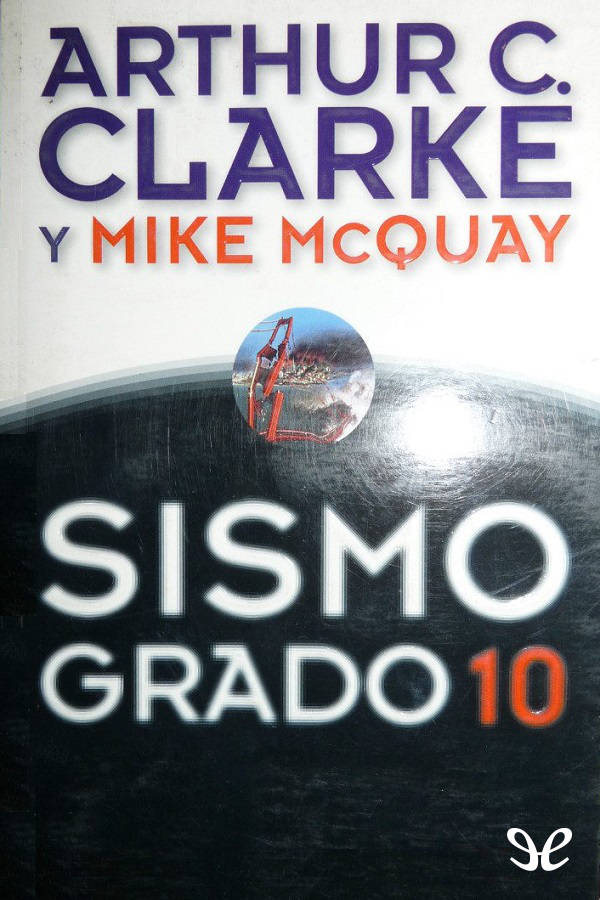 ARTHUR C.
CLARKE
Y MIKE McQUAY
SISMO
GRADO 10